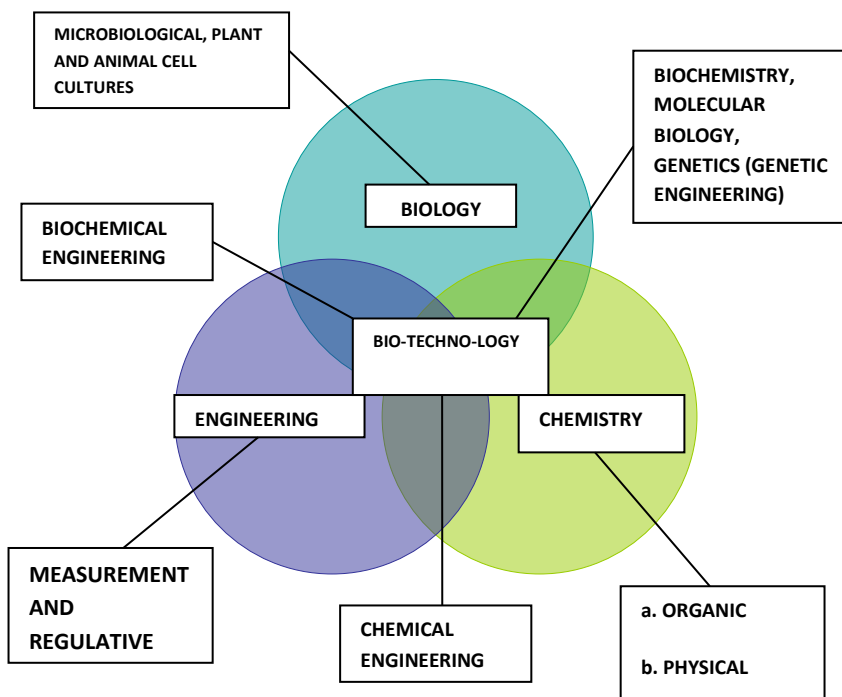 MICROBIOLOGICAL, PLANT
AND ANIMAL CELL
CULTURES
BIOCHEMISTRY,
MOLECULAR
BIOLOGY,
GENETICS (GENETIC
ENGINEERING)
BIOLOGY
BIOCHEMICAL
ENGINEERING
BIO-TECHNO-LOGY
ENGINEERING
CHEMISTRY
MEASUREMENT
AND
REGULATIVE
CHEMICAL
ENGINEERING
a. ORGANIC
b. PHYSICAL